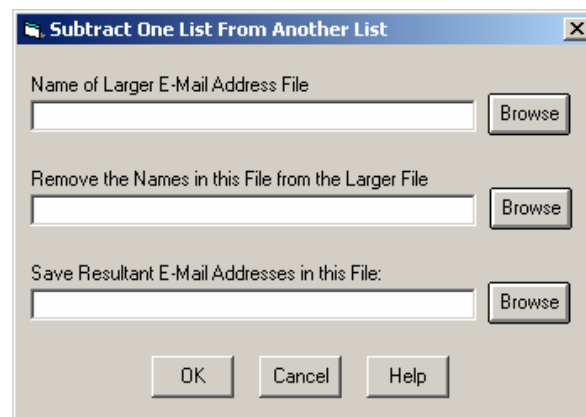 Subtract One List From Another List
Name of Larger E-Mail Address File
Browse
Remove the Names in this File from the Larger File
Browse
Save Resultant E-Mail Addresses in this File:
Browse
OK Cancel Help